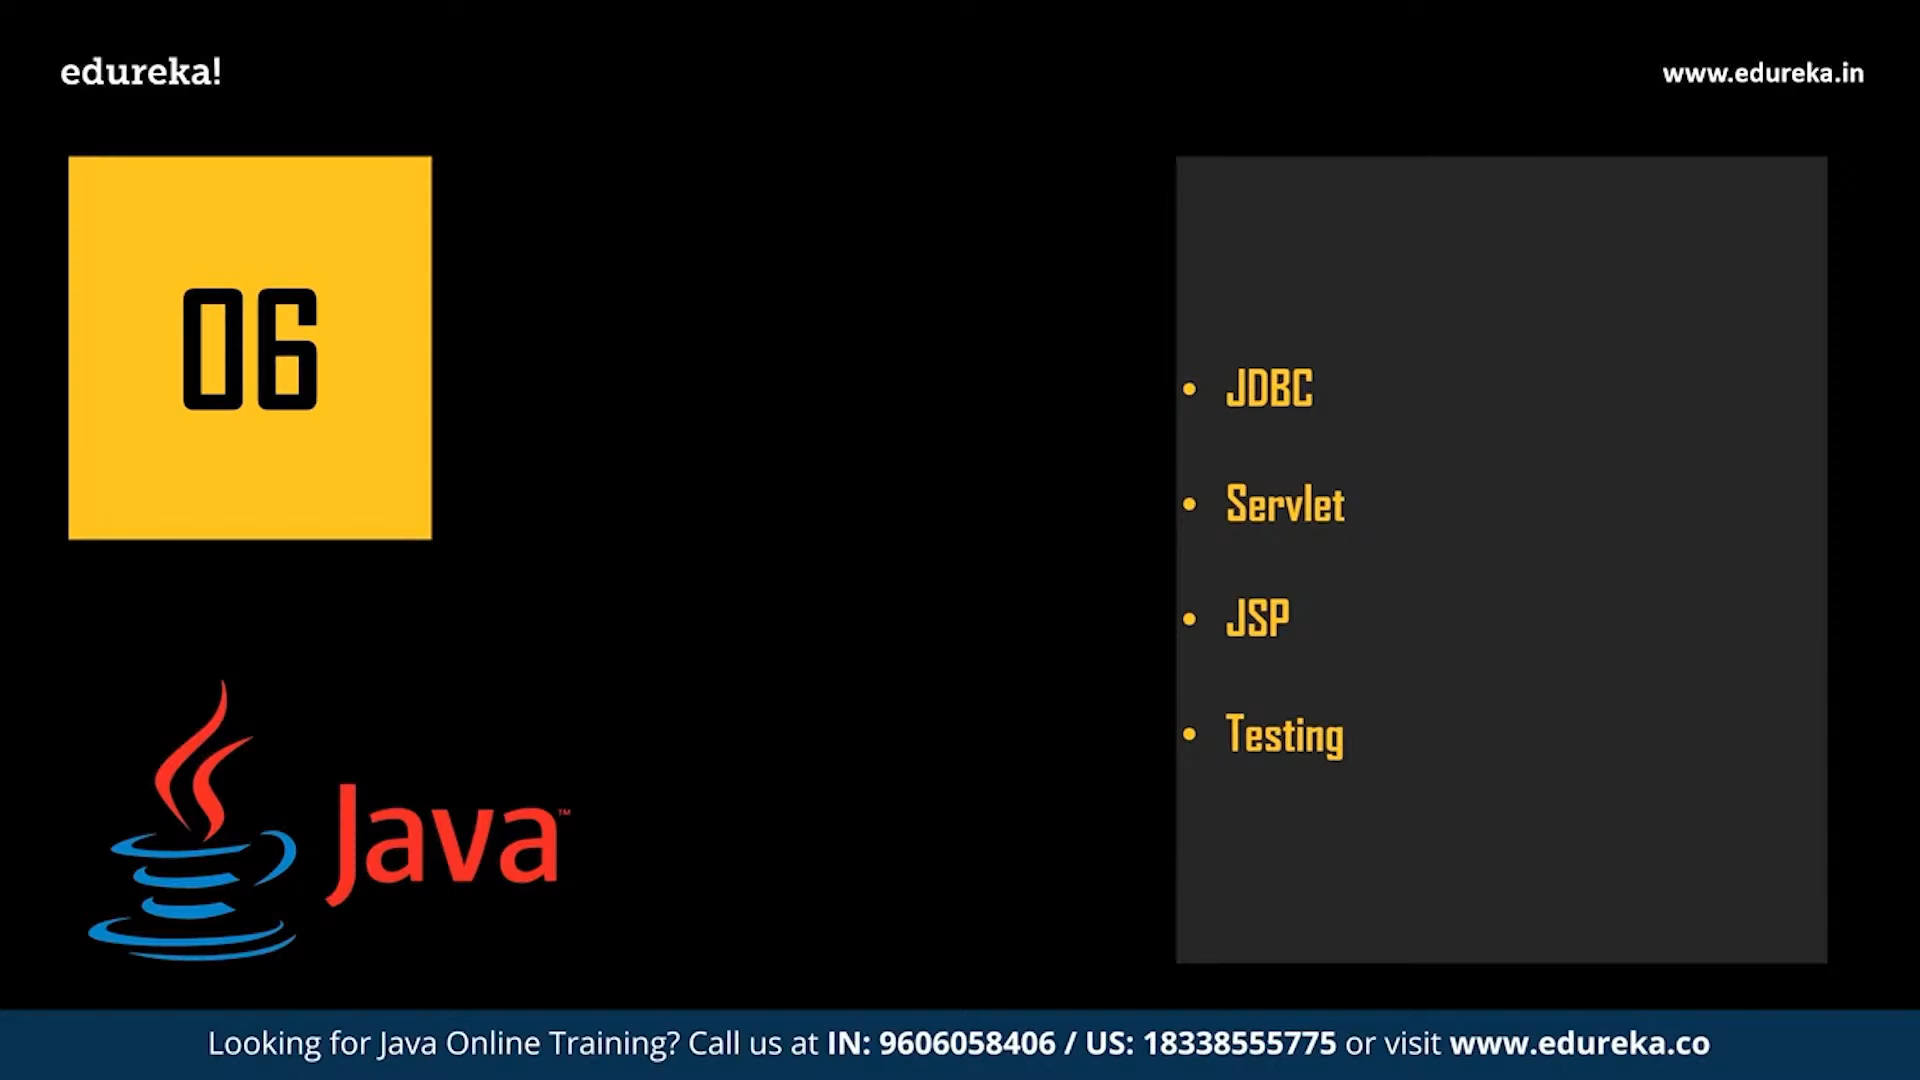 edureka!
www.edureka.in
06
• JDBC
• Servlet
• JSP
• Testing
Java™
Looking for Java Online Training? Call us at IN: 9606058406 / US: 18338555775 or visit www.edureka.co